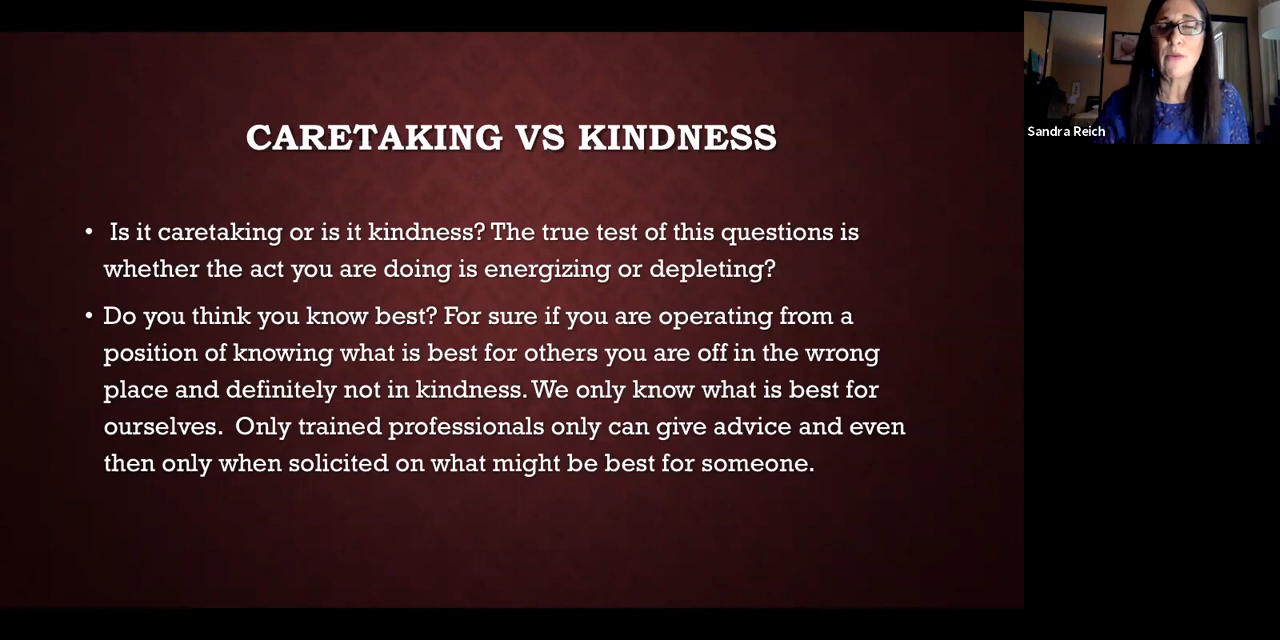 CARETAKING VS KINDNESS
• Is it caretaking or is it kindness? The true test of this questions is
whether the act you are doing is energizing or depleting?
• Do you think you know best? For sure if you are operating from a
position of knowing what is best for others you are off in the wrong
place and definitely not in kindness. We only know what is best for
ourselves.  Only trained professionals only can give advice and even
then only when solicited on what might be best for someone.
Sandra Reich